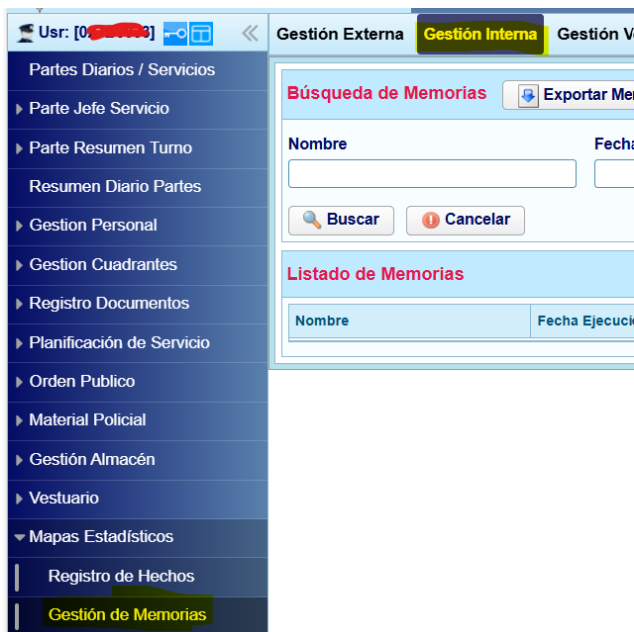 Usr: [0
Gestión Externa
Gestión Interna
Gestión V
Partes Diarios / Servicios
Parte Jefe Servicio
Parte Resumen Turno
Resumen Diario Partes
Gestion Personal
Gestion Cuadrantes
Registro Documentos
Planificación de Servicio
Orden Publico
Material Policial
Gestión Almacén
Vestuario
Mapas Estadísticos
Registro de Hechos
Gestión de Memorias
Búsqueda de Memorias
Exportar Me
Nombre
Fecha
Buscar
Cancelar
Listado de Memorias
Nombre
Fecha Ejecuci